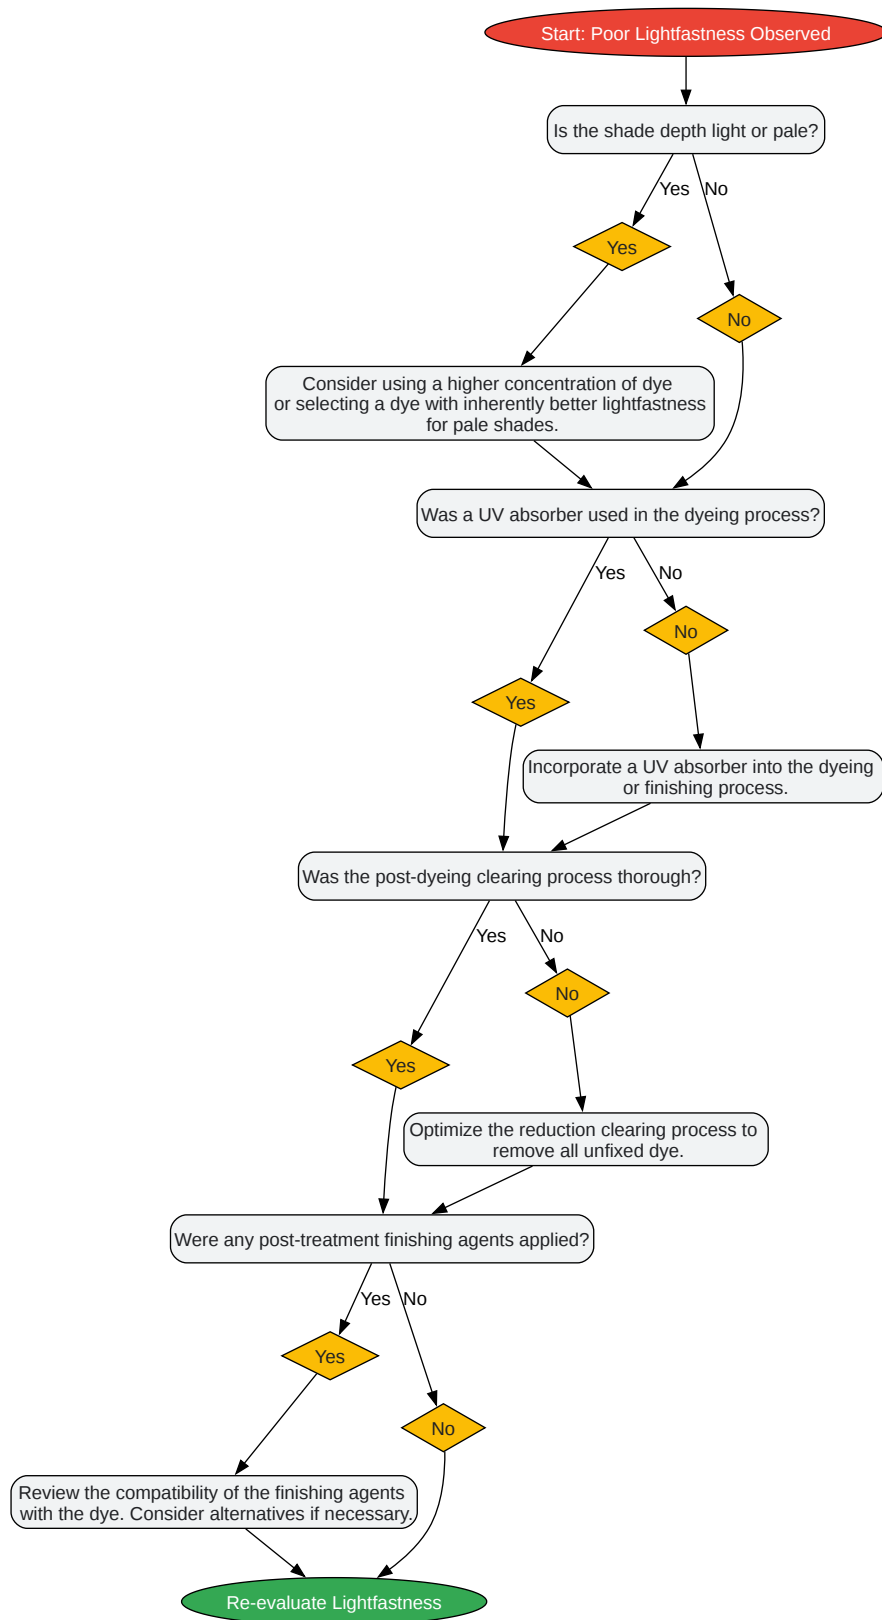 Start: Poor Lightfastness Observed
Is the shade depth light or pale?
Yes
No
Yes
No
Consider using a higher concentration of dye
or selecting a dye with inherently better lightfastness
for pale shades.
Was a UV absorber used in the dyeing process?
Yes
No
No
Yes
Incorporate a UV absorber into the dyeing
or finishing process.
Was the post-dyeing clearing process thorough?
Yes
No
No
Yes
Optimize the reduction clearing process to
remove all unfixed dye.
Were any post-treatment finishing agents applied?
Yes
No
Yes
No
Review the compatibility of the finishing agents
with the dye. Consider alternatives if necessary.
Re-evaluate Lightfastness